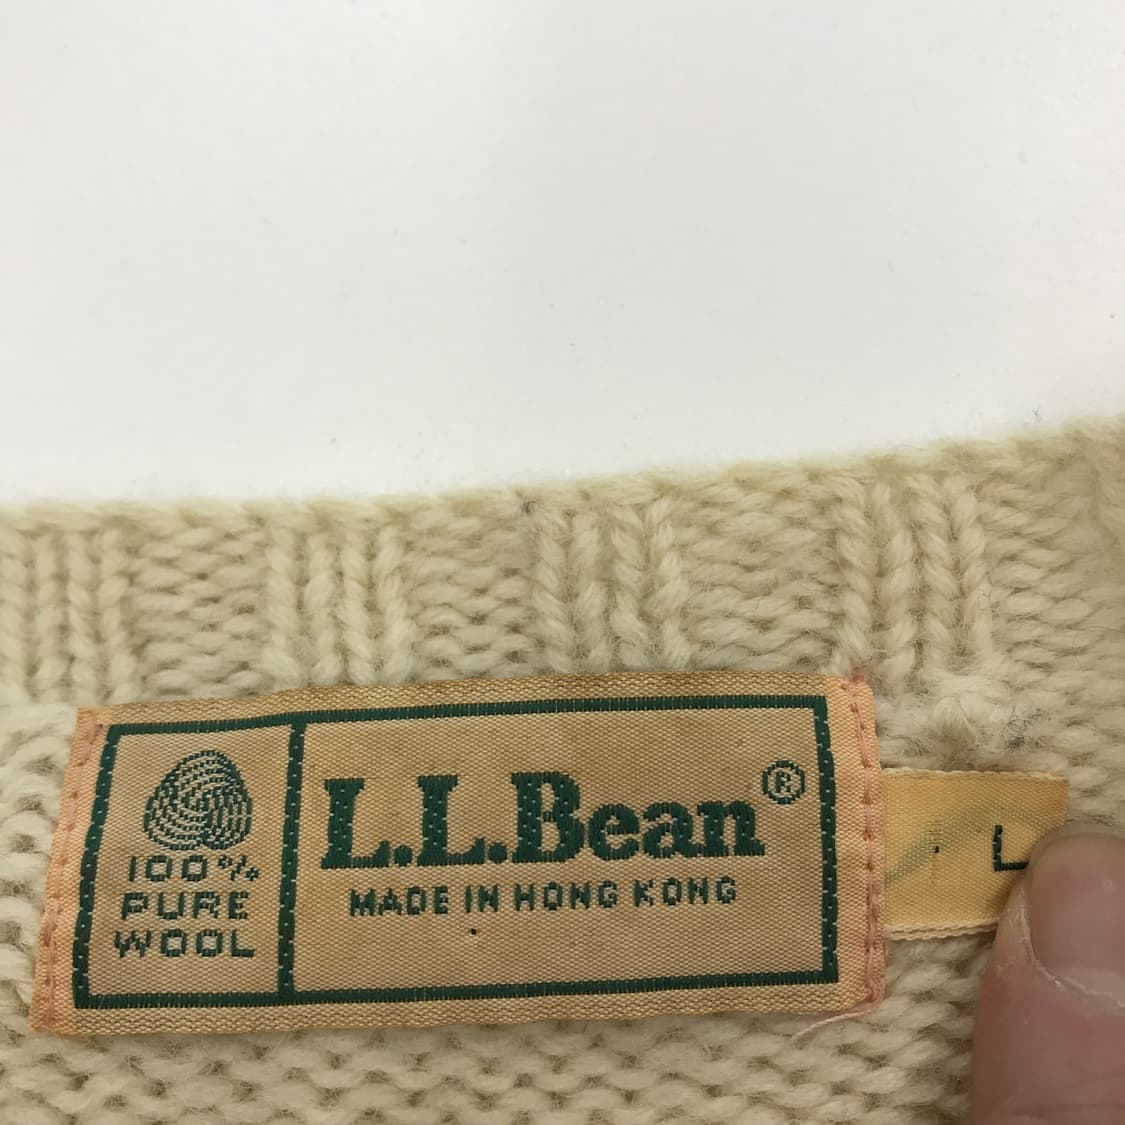 L.L.Bean®
MADE IN HONG KONG
100%
PURE
WOOL
L